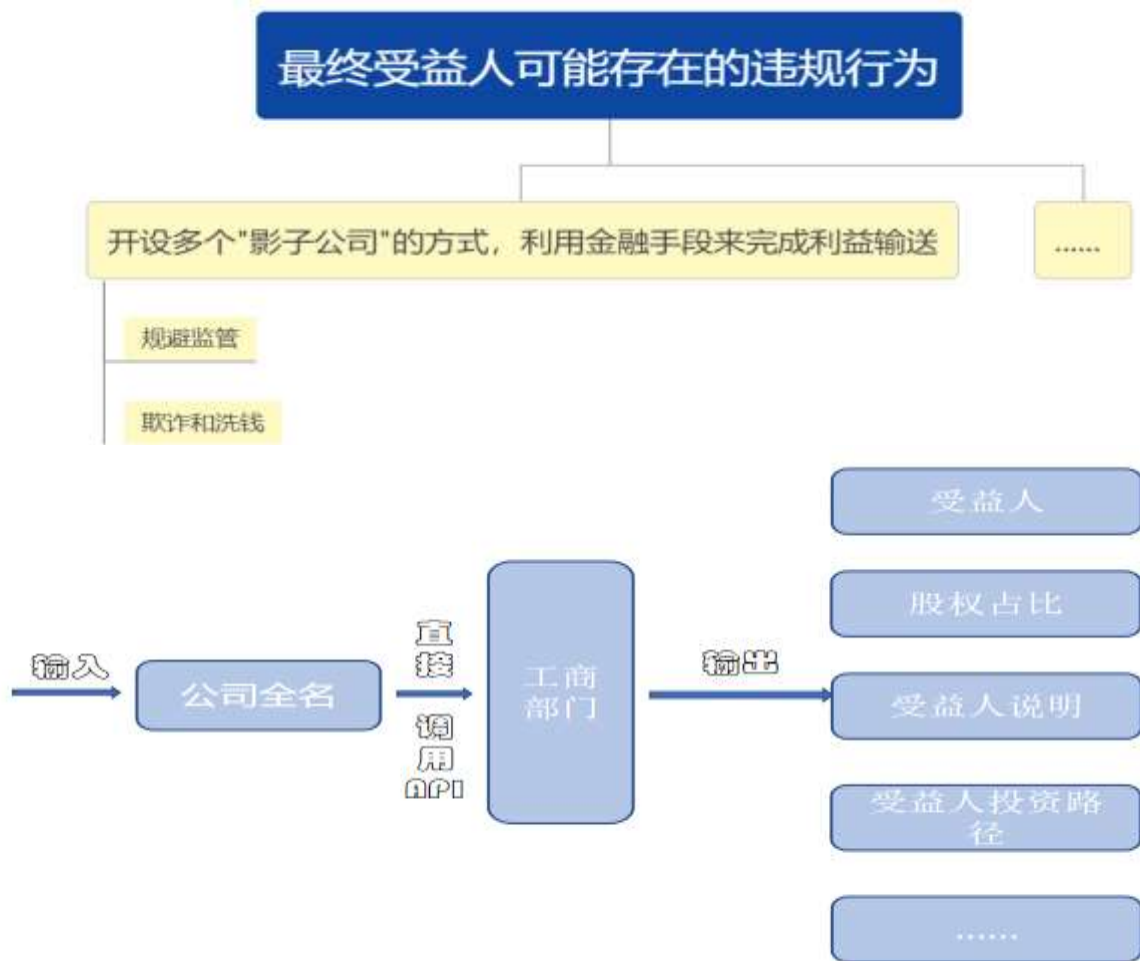 最终受益人可能存在的违规行为
开设多个"影子公司"的方式，利用金融手段来完成利益输送
......
规避监管
欺诈和洗钱
输入
公司全名
直
接
调
用
API
工商
部门
输出
受益人
股权占比
受益人说明
受益人投资路
径
......